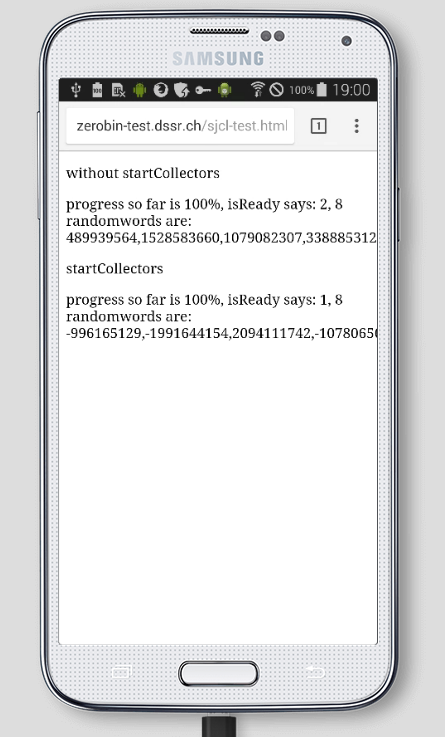 SAMSUNG
100% 19:00
zerobin-test.dssr.ch/sjcl-test.html
1
without startCollectors
progress so far is 100%, isReady says: 2, 8
randomwords are:
489939564,1528583660,1079082307,338885312
startCollectors
progress so far is 100%, isReady says: 1, 8
randomwords are:
-996165129,-1991644154,2094111742,-10780650